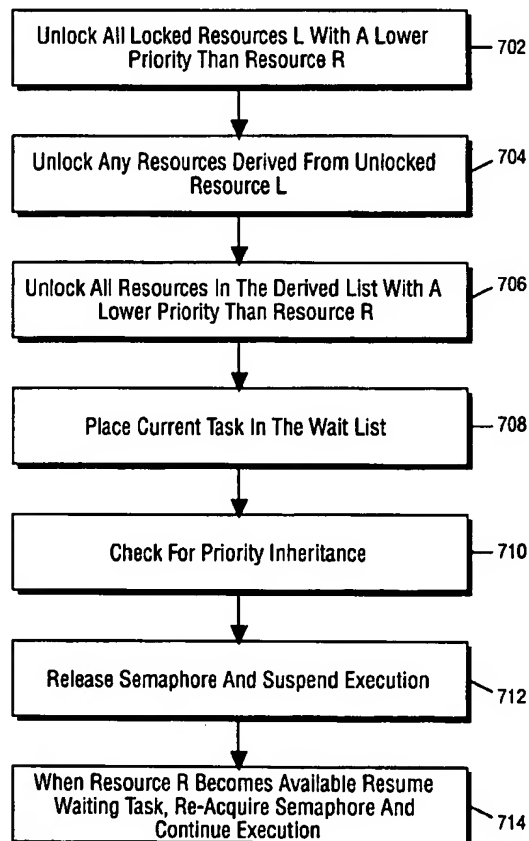 Unlock All Locked Resources L With A Lower
Priority Than Resource R
702
Unlock Any Resources Derived From Unlocked
Resource L
704
Unlock All Resources In The Derived List With A
Lower Priority Than Resource R
706
Place Current Task In The Wait List
708
Check For Priority Inheritance
710
Release Semaphore And Suspend Execution
712
When Resource R Becomes Available Resume
Waiting Task, Re-Acquire Semaphore And
Continue Execution
714